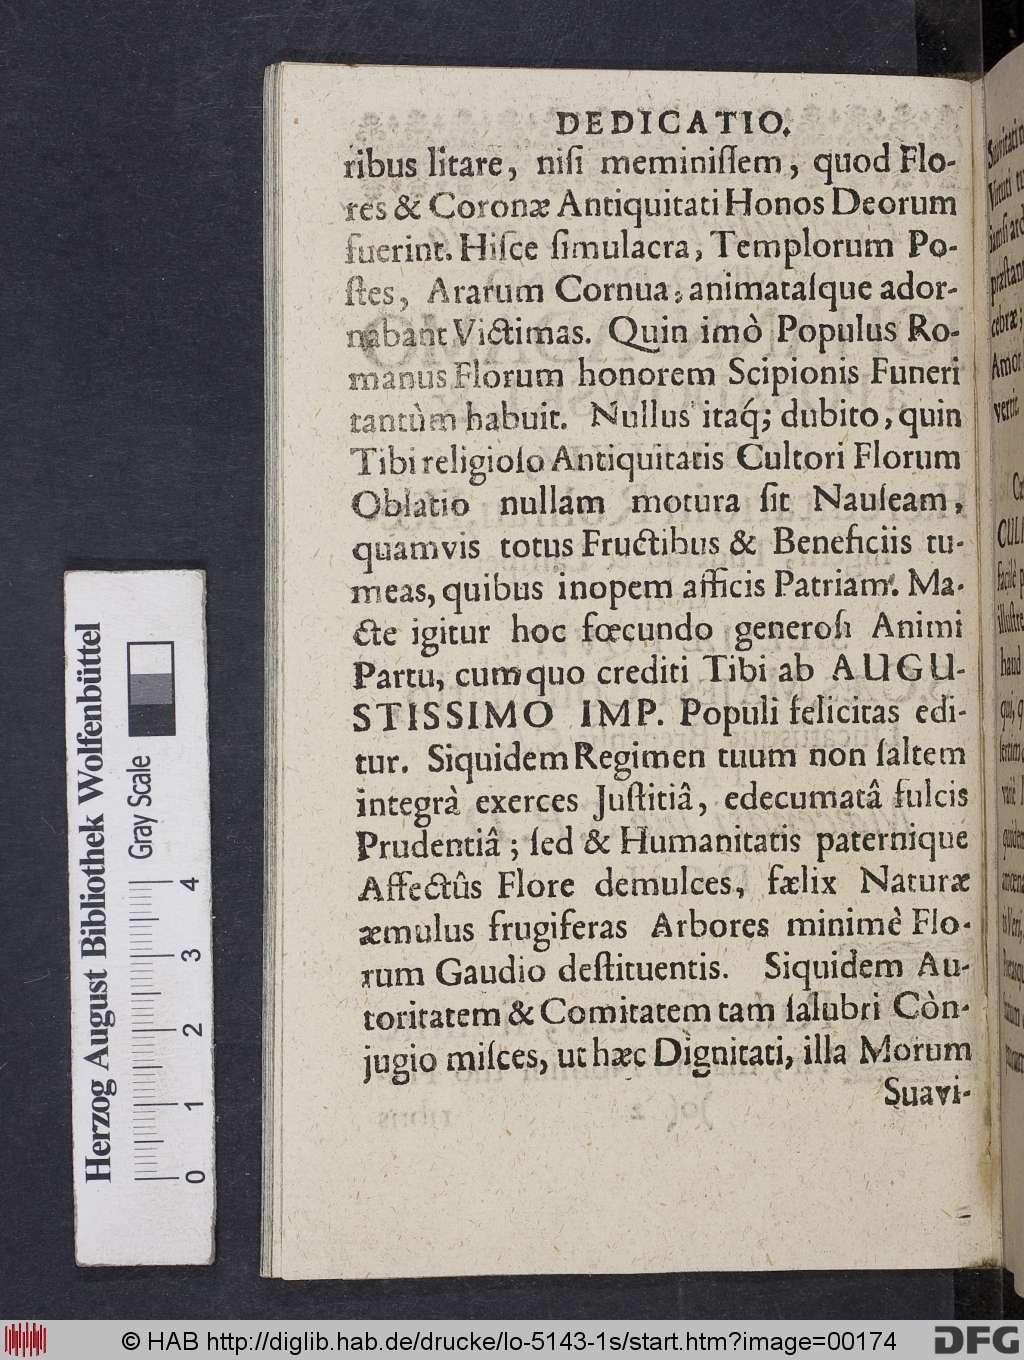 DEDICATIO.
ribus litare, niſi meminiſſem, quod Flo-
res & Coronæ Antiquitati Honos Deorum
fuerint. Hiſce ſimulacra, Templorum Po-
ſtes, Ararum Cornua, animataſque ador-
nabant Victimas. Quin imò Populus Ro-
manus Florum honorem Scipionis Funeri
tantùm habuit. Nullus itaq́; dubito, quin
Tibi religioſo Antiquitatis Cultori Florum
Oblatio nullam motura ſit Nauſeam,
quamvis totus Fructibus & Beneficiis tu-
meas, quibus inopem afficis Patriam. Ma-
cte igitur hoc fœcundo generoſi Animi
Partu, cum quo crediti Tibi ab AUGU-
STISSIMO IMP. Populi felicitas edi-
tur. Siquidem Regimen tuum non ſaltem
integrà exerces Juſtitiâ, edecumatâ fulcis
Prudentiâ; ſed & Humanitatis paternique
Affectûs Flore demulces, fælix Naturæ
æmulus frugiferas Arbores minimè Flo-
rum Gaudio deſtituentis. Siquidem Au-
toritatem & Comitatem tam ſalubri Còn-
jugio miſces, ut hæc Dignitati, illa Morum
Suavi-
Herzog August Bibliothek Wolfenbüttel
Gray Scale
0 1 2 3 4
© HAB http://diglib.hab.de/drucke/lo-5143-1s/start.htm?image=00174
DFG